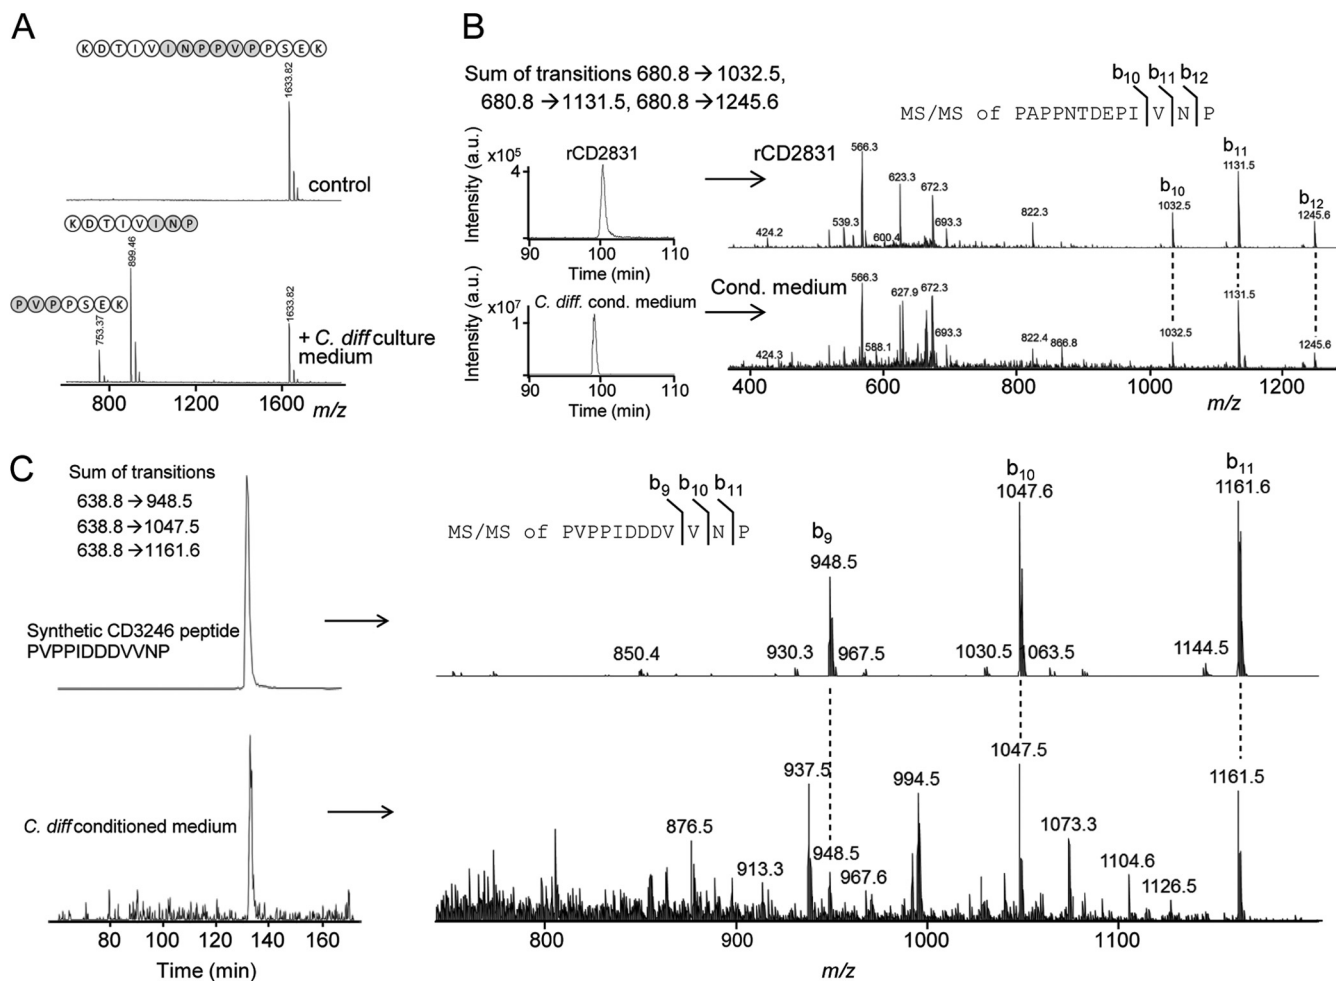 A
KDTIVINPPVPPSEK
1633.82
control
KDTIVINP
899.46
PVPPSEK
753.37
1633.82
+ C. diff culture
medium
800 1200 1600 m/z
B
Sum of transitions 680.8 → 1032.5,
680.8 → 1131.5, 680.8 → 1245.6
b10 b11 b12
MS/MS of PAPPNTDEPI V N P
Intensity (a.u.)
x10^5
4
rCD2831
90 100 110
Time (min)
rCD2831
566.3
b11
1131.5
623.3
672.3
b10
1032.5
b12
1245.6
424.2
539.3
600.4
693.3
822.3
Intensity (a.u.)
x10^7
1
C. diff. cond. medium
90 100 110
Time (min)
Cond. medium
566.3
627.9
672.3
1131.5
424.3
588.1
693.3
822.4
866.8
1032.5
1245.6
400 600 800 1000 1200
m/z
C
Sum of transitions
638.8 → 948.5
638.8 → 1047.5
638.8 → 1161.6
Synthetic CD3246 peptide
PVPPIDDDVVNP
b9 b10 b11
MS/MS of PVPPIDDDV V N P
b9
948.5
b10
1047.6
b11
1161.6
850.4
930.3
967.5
1030.5
063.5
1144.5
C. diff conditioned medium
80 100 120 140 160
Time (min)
876.5
913.3
937.5
948.5
967.6
994.5
1047.5
1073.3
1104.6
1126.5
1161.5
800 900 1000 1100
m/z